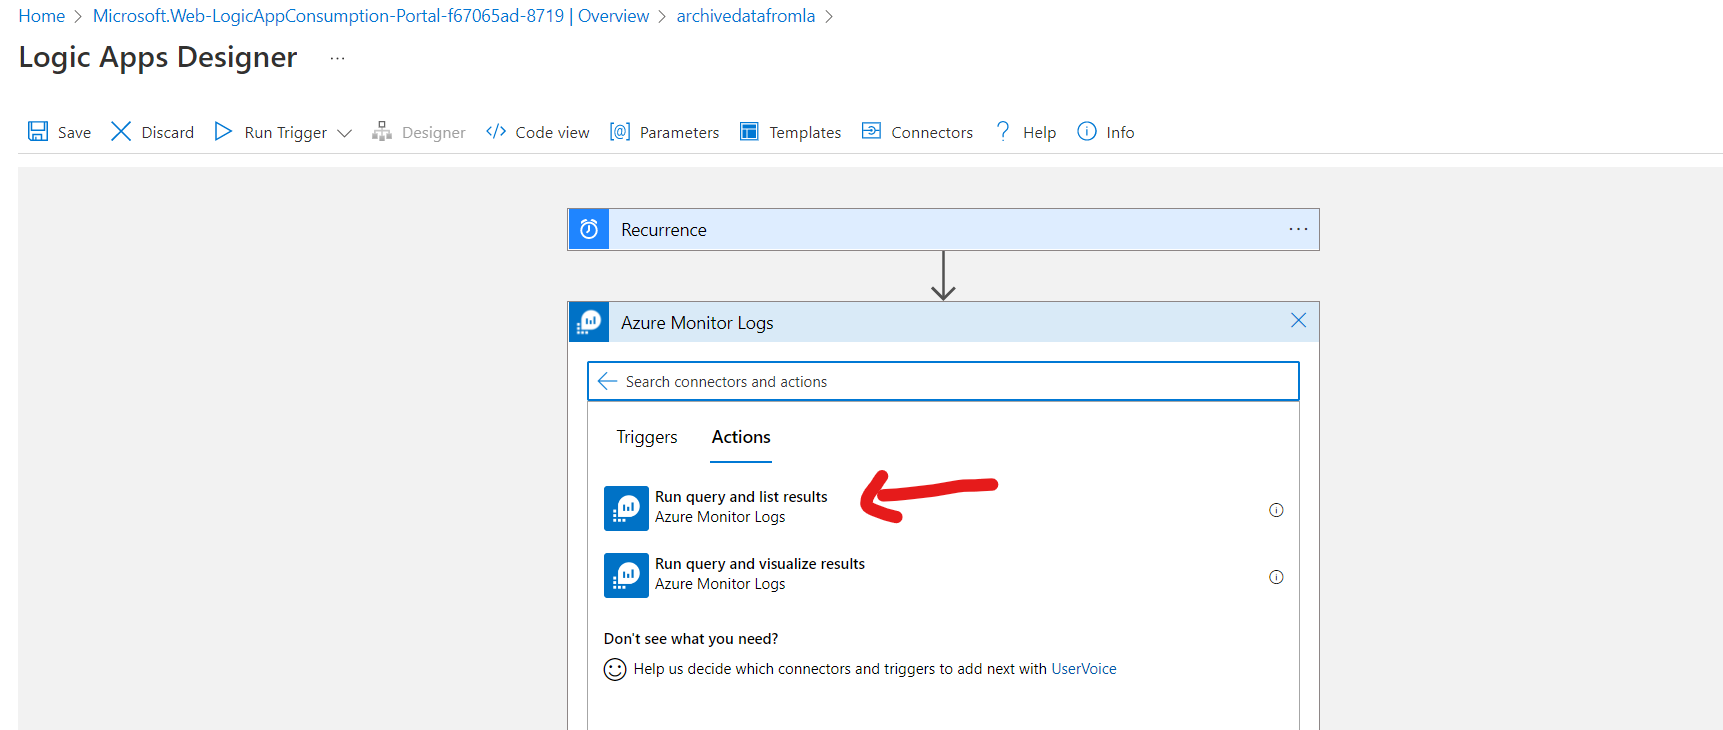 Home > Microsoft.Web-LogicAppConsumption-Portal-f67065ad-8719 | Overview > archivedatafromla >
Logic Apps Designer ...
Save Discard Run Trigger Designer </> Code view [@] Parameters Templates Connectors ? Help Info
Recurrence ...
Azure Monitor Logs
Search connectors and actions
Triggers Actions
Run query and list results
Azure Monitor Logs
Run query and visualize results
Azure Monitor Logs
Don't see what you need?
Help us decide which connectors and triggers to add next with UserVoice